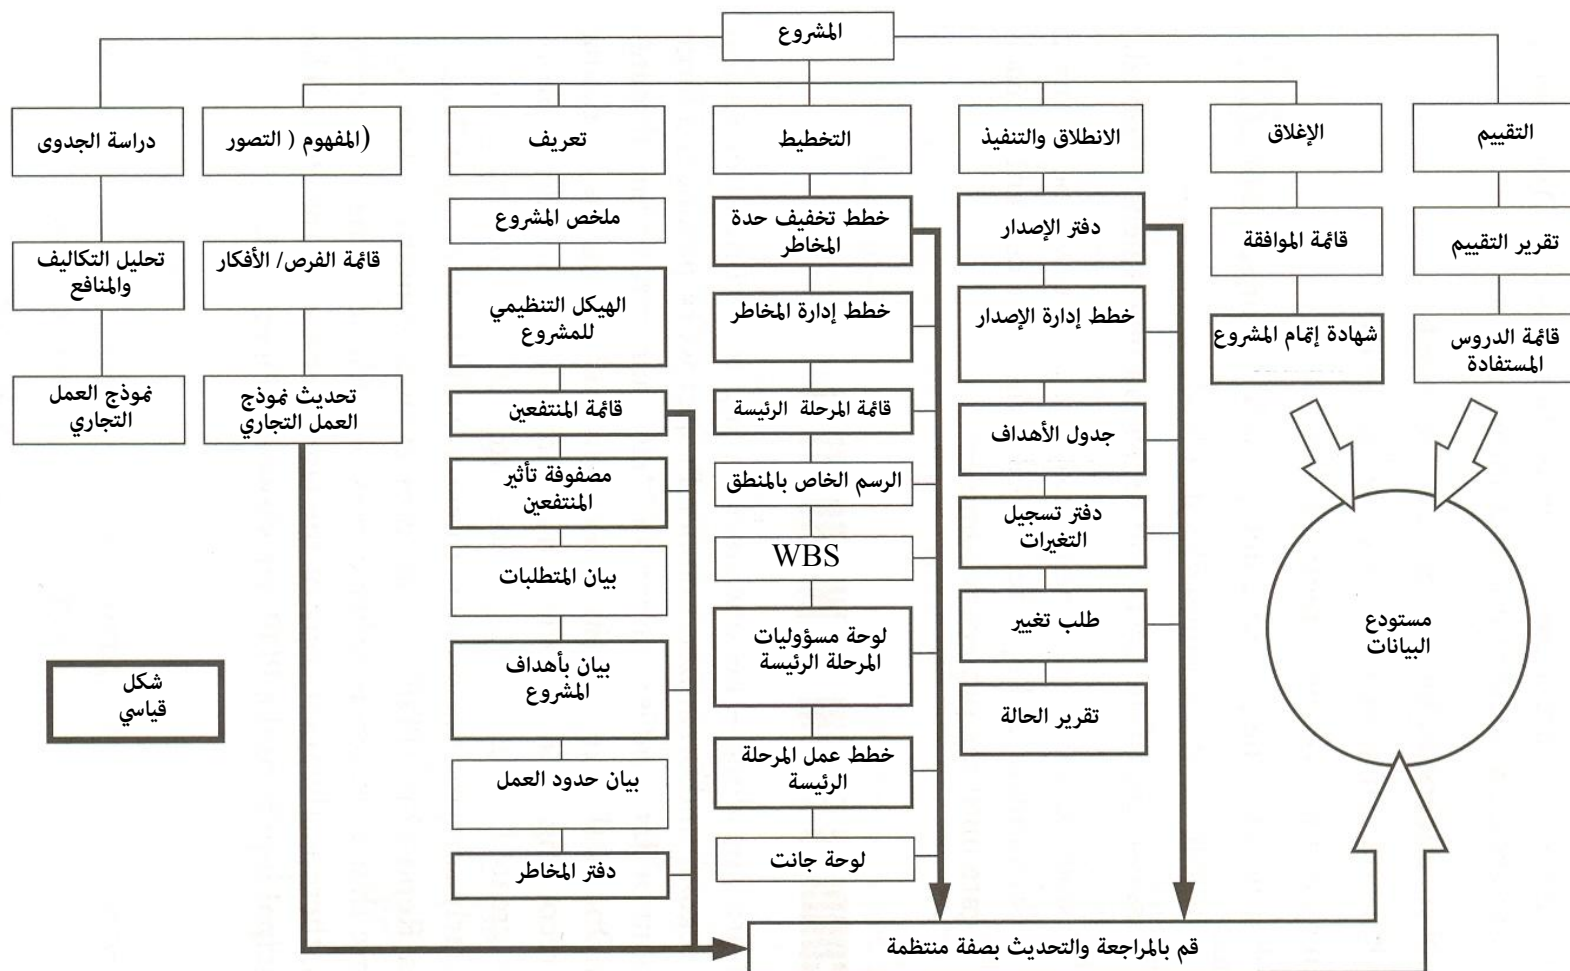 المشروع
دراسة الجدوى
(المفهوم ( التصور
تعريف
التخطيط
الانطلاق والتنفيذ
الإغلاق
التقييم
تحليل التكاليف
والمنافع
نموذج العمل
التجاري
قائمة الفرص/ الأفكار
تحديث نموذج
العمل التجاري
ملخص المشروع
الهيكل التنظيمي
للمشروع
قائمة المنتفعين
مصفوفة تأثير
المنتفعين
بيان المتطلبات
بيان بأهداف
المشروع
بيان حدود العمل
دفتر المخاطر
خطط تخفيف حدة
المخاطر
خطط إدارة المخاطر
قائمة المرحلة الرئيسة
الرسم الخاص بالمنطق
WBS
لوحة مسؤوليات
المرحلة الرئيسة
خطط عمل المرحلة
الرئيسة
لوحة جانت
دفتر الإصدار
خطط إدارة الإصدار
جدول الأهداف
دفتر تسجيل
التغيرات
طلب تغيير
تقرير الحالة
قائمة الموافقة
شهادة إتمام المشروع
تقرير التقييم
قائمة الدروس
المستفادة
مستودع
البيانات
شكل
قياسي
قم بالمراجعة والتحديث بصفة منتظمة